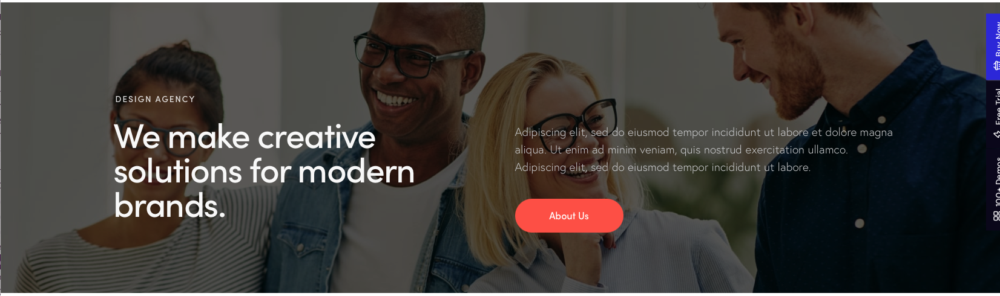 DESIGN AGENCY
We make creative
solutions for modern
brands.
Adipiscing elit, sed do eiusmod tempor incididunt ut labore et dolore magna
aliqua. Ut enim ad minim veniam, quis nostrud exercitation ullamco.
Adipiscing elit, sed do eiusmod tempor incididunt ut labore.
About Us
Buy Now
Free Trial
100+ Demos